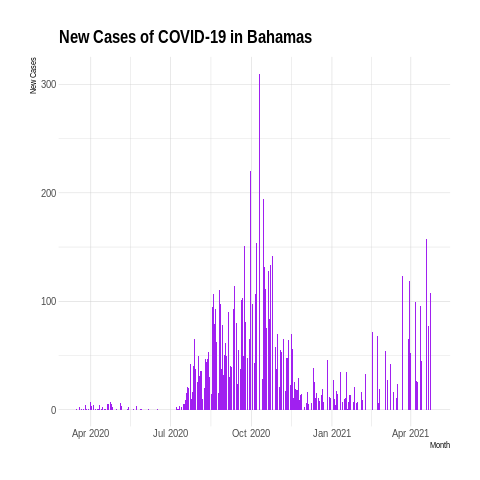 New Cases of COVID-19 in Bahamas
New Cases
300
200
100
0
Apr 2020 Jul 2020 Oct 2020 Jan 2021 Apr 2021
Month